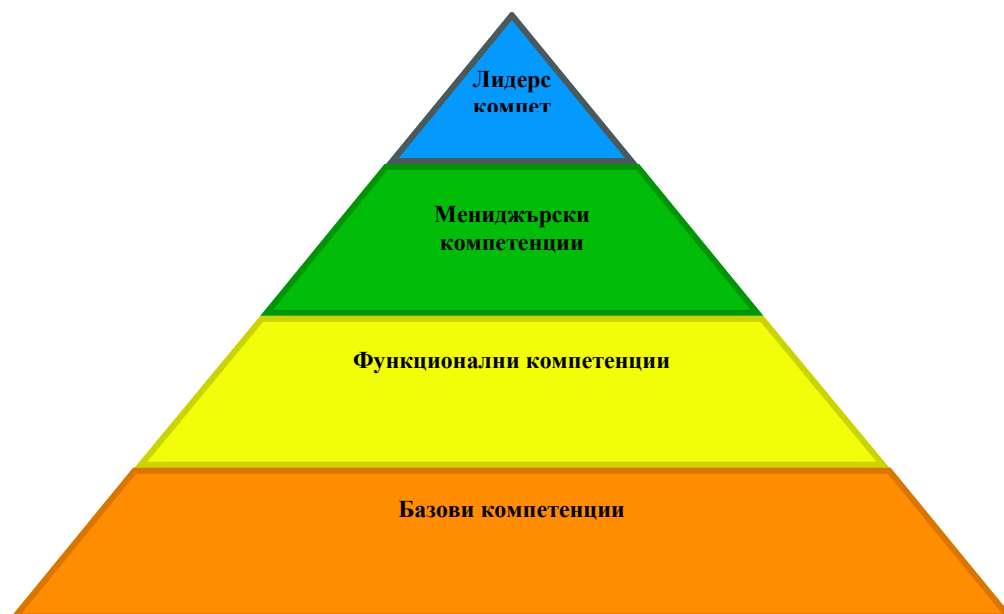 Лидерс
компет
Мениджърски
компетенции
Функционални компетенции
Базови компетенции